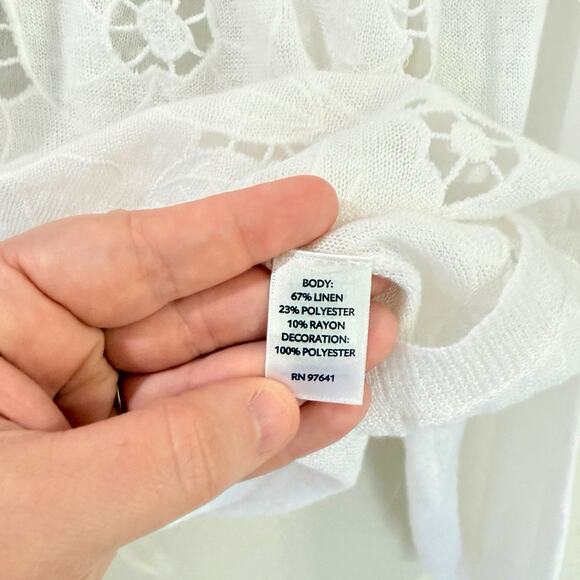 BODY:
67% LINEN
23% POLYESTER
10% RAYON
DECORATION:
100% POLYESTER
RN 97641